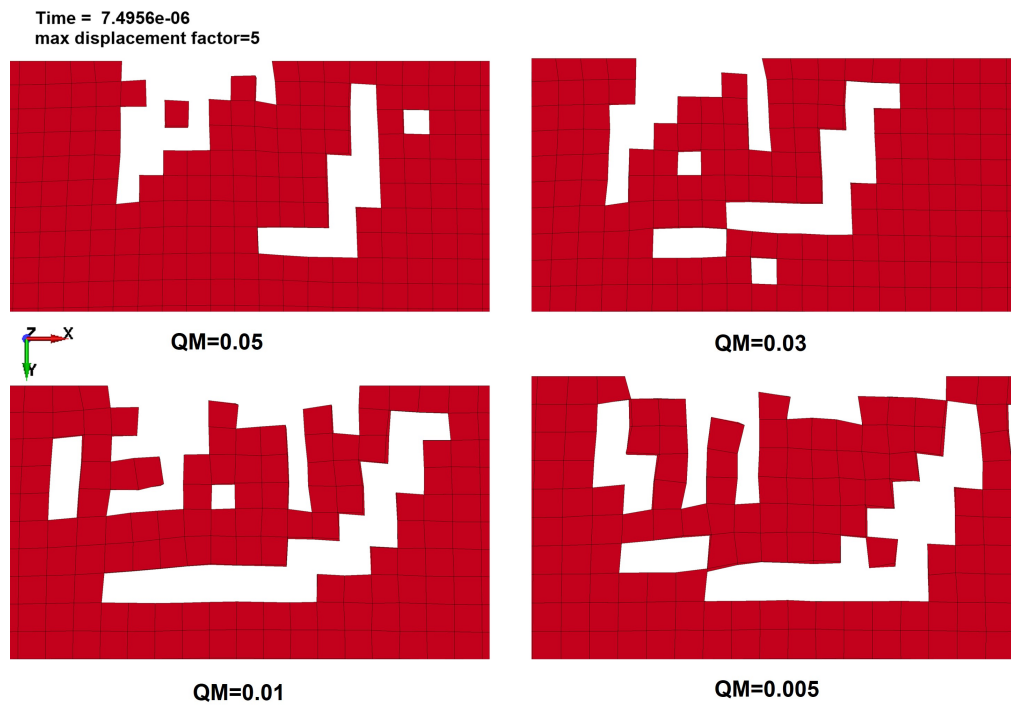 Time =  7.4956e-06
max displacement factor=5
QM=0.05
QM=0.03
Z
X
Y
QM=0.01
QM=0.005